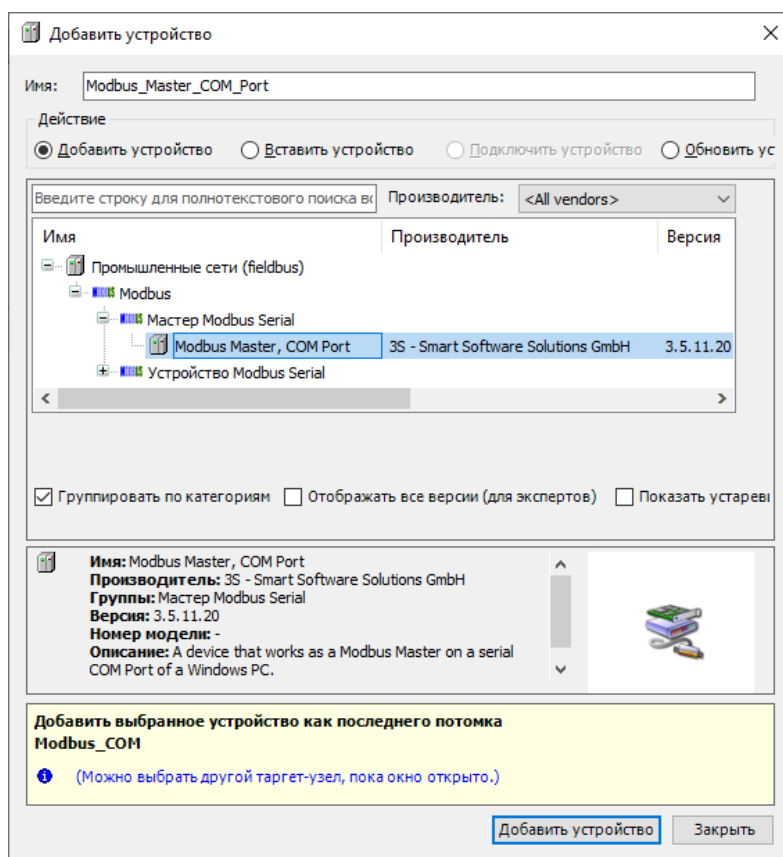 Добавить устройство
Имя: Modbus_Master_COM_Port
Действие
Добавить устройство Вставить устройство Подключить устройство Обновить ус
Введите строку для полнотекстового поиска во Производитель: <All vendors>
Имя Производитель Версия
Промышленные сети (fieldbus)
MODBUS Modbus
MODBUS Мастер Modbus Serial
Modbus Master, COM Port 3S - Smart Software Solutions GmbH 3.5.11.20
MODBUS Устройство Modbus Serial
Группировать по категориям Отображать все версии (для экспертов) Показать устаревш
Имя: Modbus Master, COM Port
Производитель: 3S - Smart Software Solutions GmbH
Группы: Мастер Modbus Serial
Версия: 3.5.11.20
Номер модели: -
Описание: A device that works as a Modbus Master on a serial
COM Port of a Windows PC.
Добавить выбранное устройство как последнего потомка
Modbus_COM
(Можно выбрать другой таргет-узел, пока окно открыто.)
Добавить устройство Закрыть